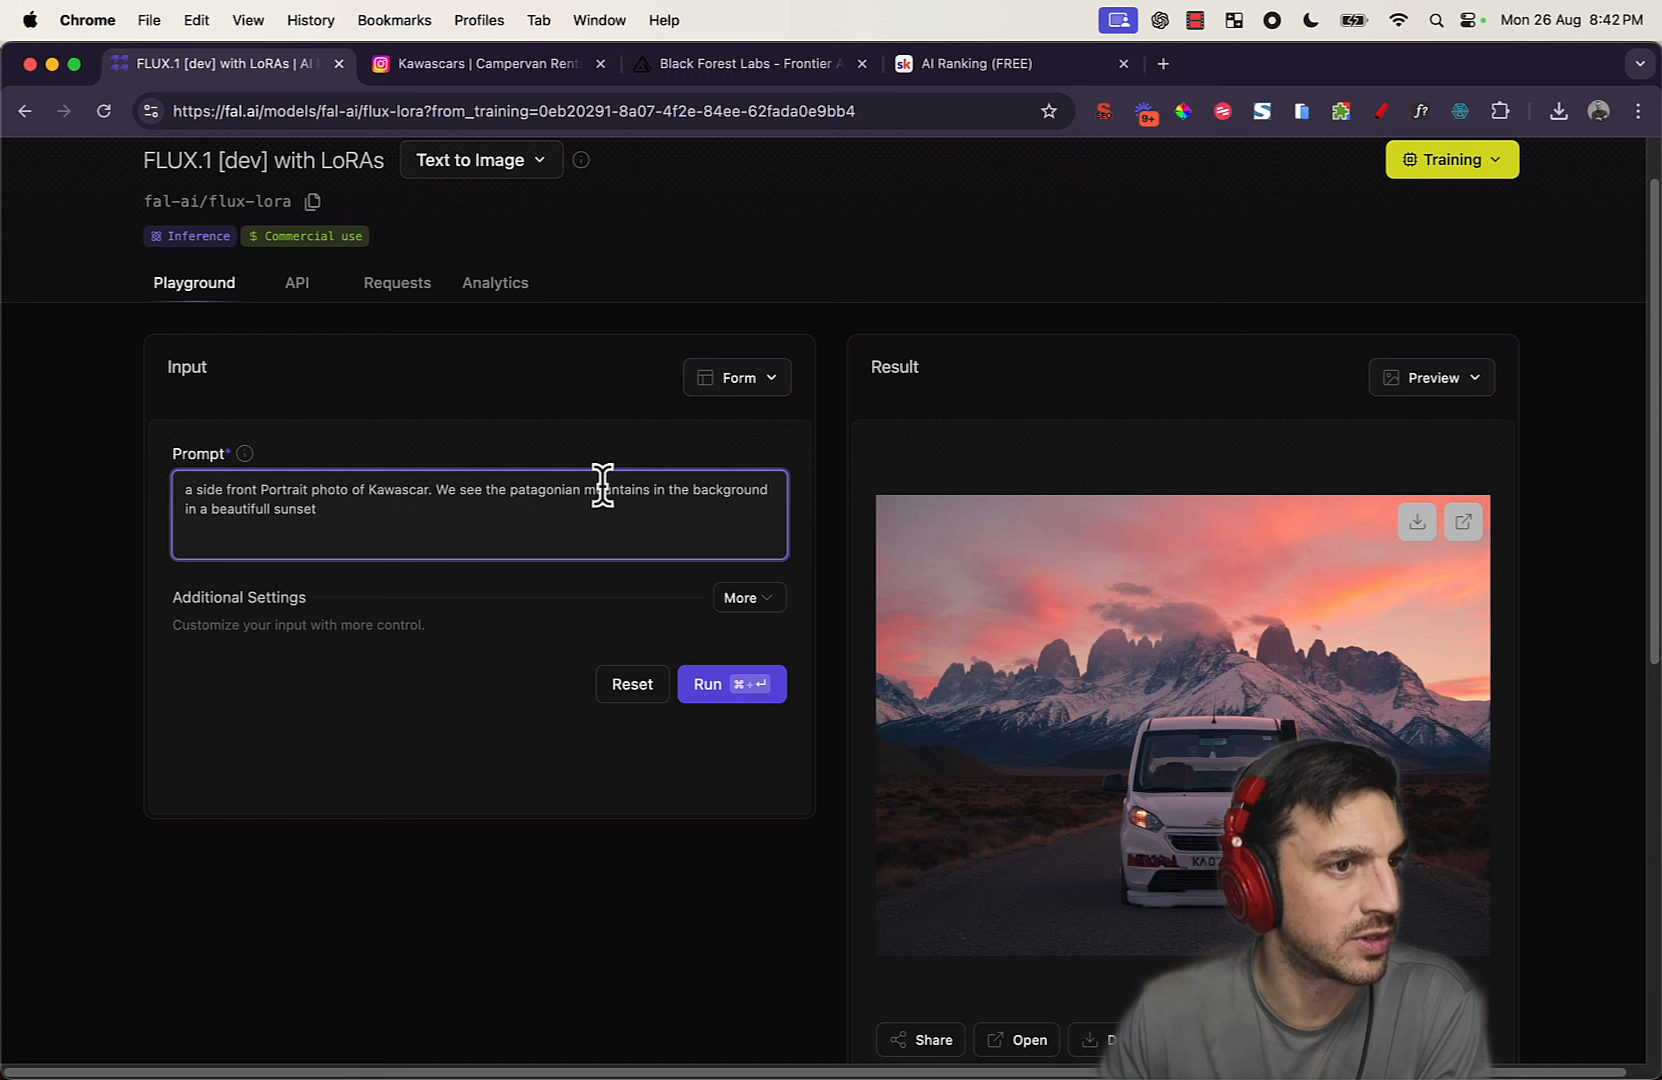 Chrome File Edit View History Bookmarks Profiles Tab Window Help Mon 26 Aug 8:42 PM
FLUX.1 [dev] with LoRAs | AI Kawascars | Campervan Rent Black Forest Labs - Frontier A AI Ranking (FREE)
https://fal.ai/models/fal-ai/flux-lora?from_training=0eb20291-8a07-4f2e-84ee-62fada0e9bb4
SEO 9+ f?
FLUX.1 [dev] with LoRAs Text to Image Training
fal-ai/flux-lora
Inference $ Commercial use
Playground API Requests Analytics
Input Form
Result Preview
Prompt*
a side front Portrait photo of Kawascar. We see the patagonian mountains in the background
in a beautifull sunset
Additional Settings More
Customize your input with more control.
Reset Run ⌘+↵
Share Open